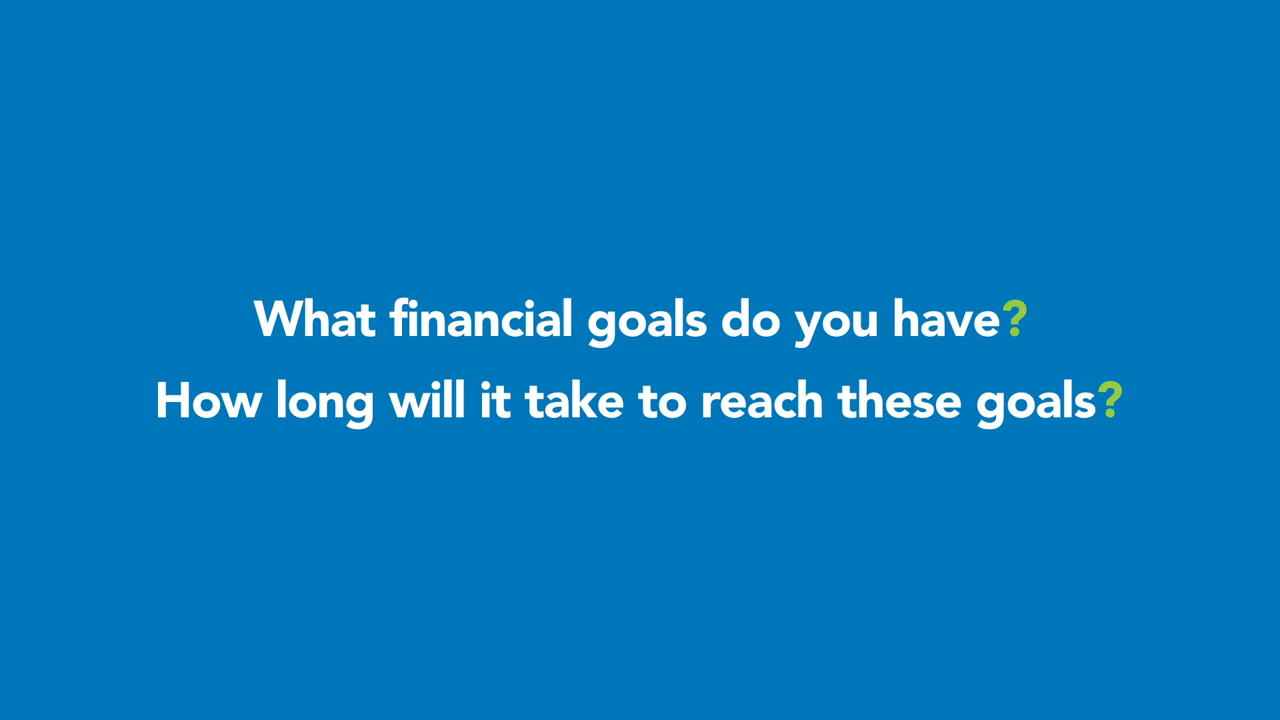 What financial goals do you have?
How long will it take to reach these goals?